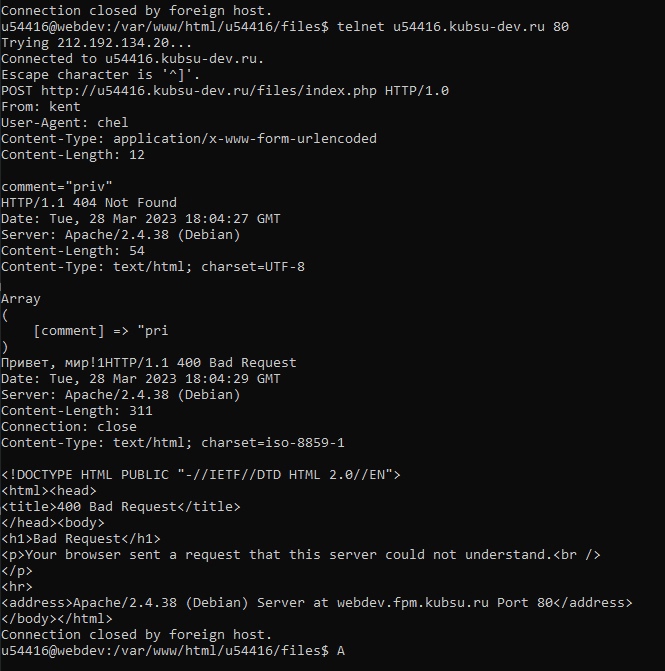 Connection closed by foreign host.
u54416@webdev:/var/www/html/u54416/files$ telnet u54416.kubsu-dev.ru 80
Trying 212.192.134.20...
Connected to u54416.kubsu-dev.ru.
Escape character is '^]'.
POST http://u54416.kubsu-dev.ru/files/index.php HTTP/1.0
From: kent
User-Agent: chel
Content-Type: application/x-www-form-urlencoded
Content-Length: 12

comment="priv"
HTTP/1.1 404 Not Found
Date: Tue, 28 Mar 2023 18:04:27 GMT
Server: Apache/2.4.38 (Debian)
Content-Length: 54
Content-Type: text/html; charset=UTF-8

Array
(
    [comment] => "pri
)
Привет, мир!1HTTP/1.1 400 Bad Request
Date: Tue, 28 Mar 2023 18:04:29 GMT
Server: Apache/2.4.38 (Debian)
Content-Length: 311
Connection: close
Content-Type: text/html; charset=iso-8859-1

<!DOCTYPE HTML PUBLIC "-//IETF//DTD HTML 2.0//EN">
<html><head>
<title>400 Bad Request</title>
</head><body>
<h1>Bad Request</h1>
<p>Your browser sent a request that this server could not understand.<br />
</p>
<hr>
<address>Apache/2.4.38 (Debian) Server at webdev.fpm.kubsu.ru Port 80</address>
</body></html>
Connection closed by foreign host.
u54416@webdev:/var/www/html/u54416/files$ A